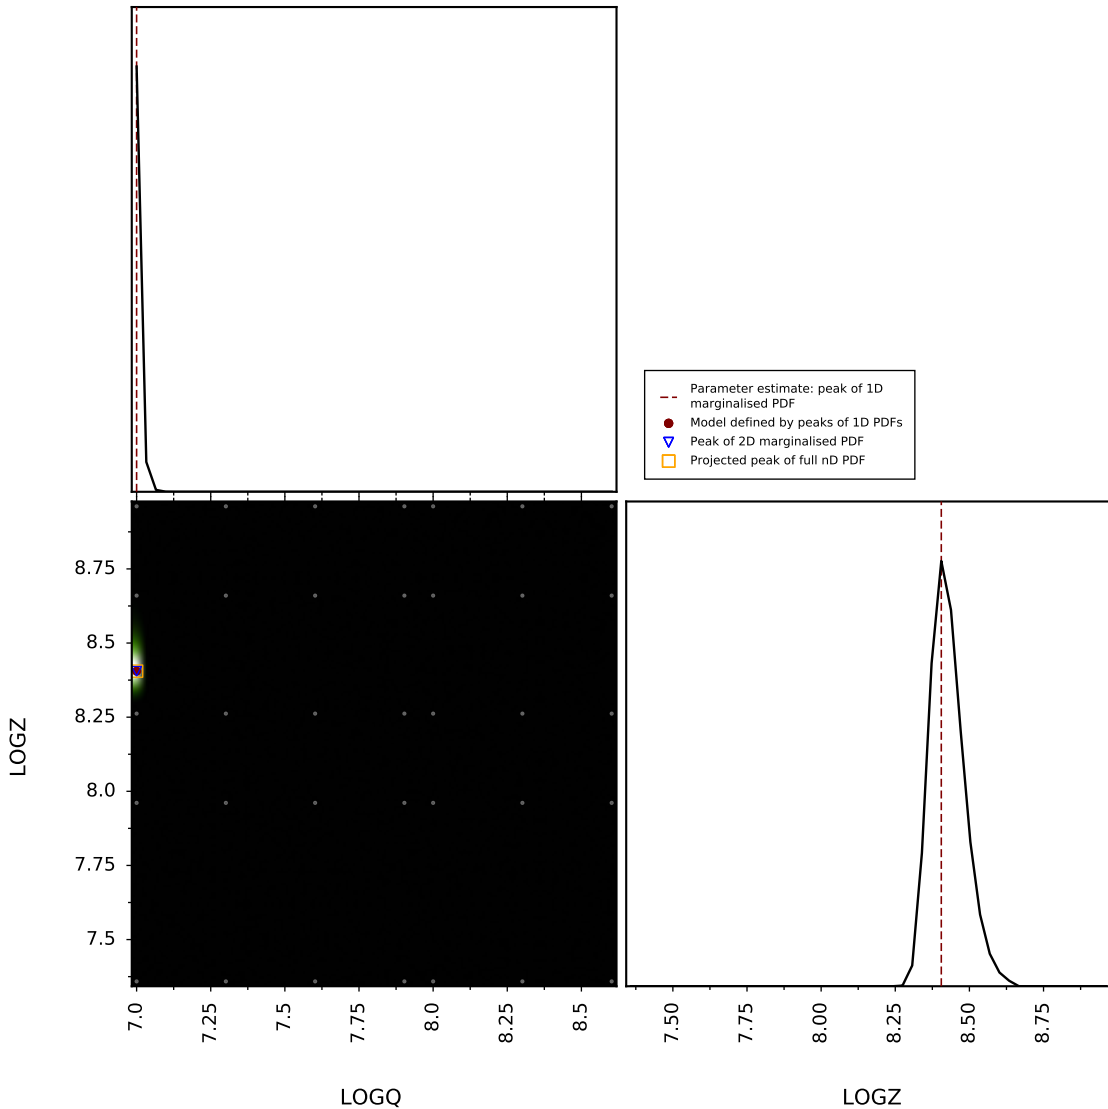 Parameter estimate: peak of 1D
marginalised PDF
Model defined by peaks of 1D PDFs
Peak of 2D marginalised PDF
Projected peak of full nD PDF
8.75
8.5
8.25
8.0
7.75
7.5
LOGZ
7.0
7.25
7.5
7.75
8.0
8.25
8.5
LOGQ
7.50
7.75
8.00
8.25
8.50
8.75
LOGZ